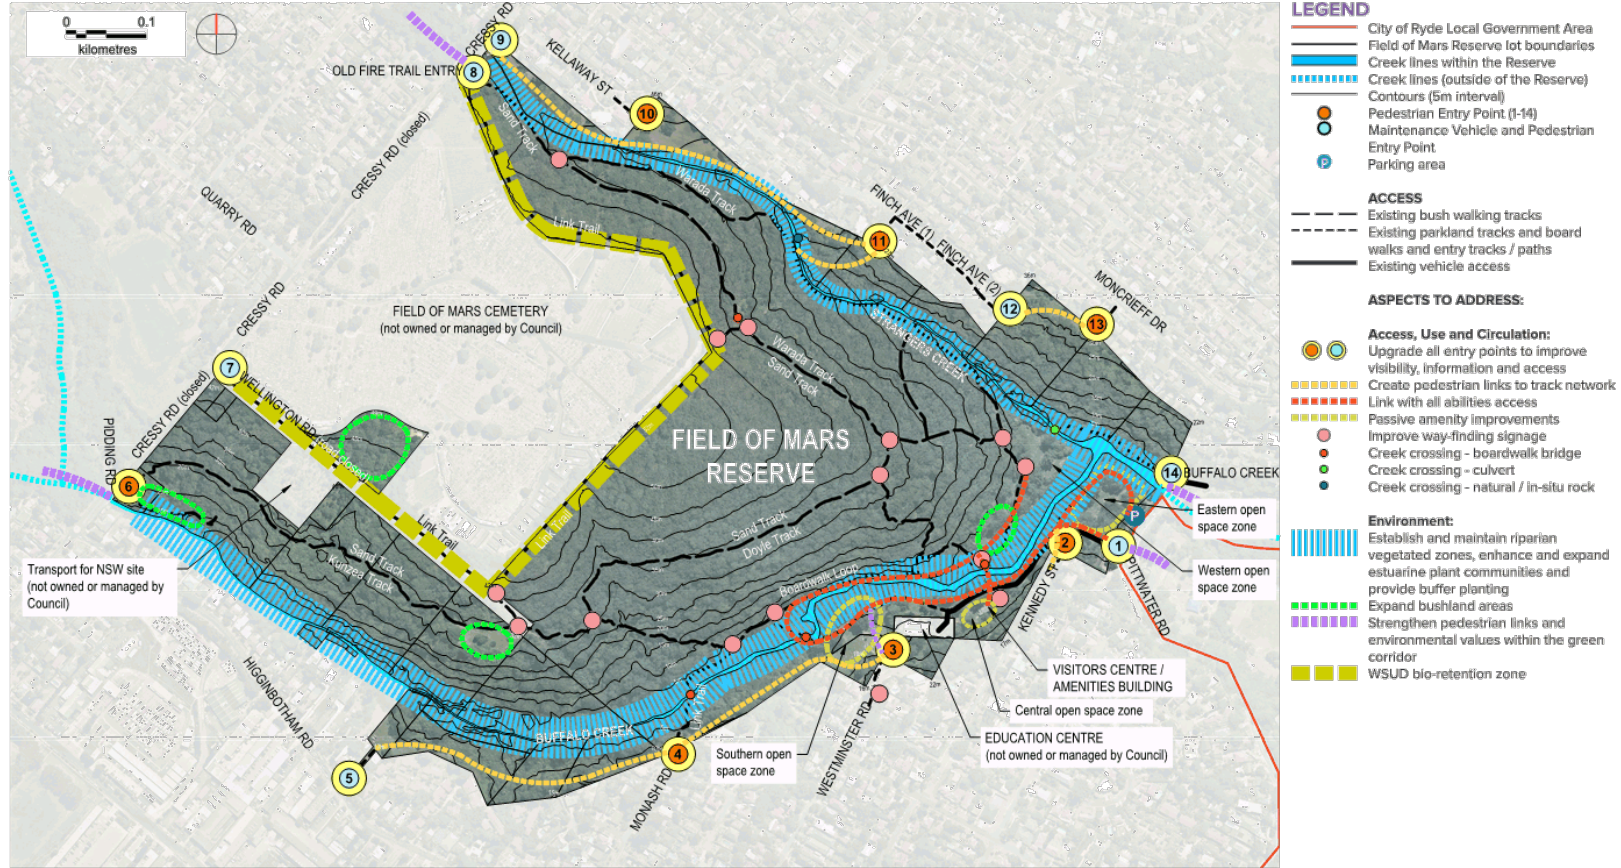 0 0.1
kilometres
CRESSY RD
9
KELLAWAY ST
OLD FIRE TRAIL ENTRY
8
10
Sand Track
CRESSY RD (closed)
Warada Track
QUARRY RD
FINCH AVE (1)
FINCH AVE (2)
11
Link Trail
MONCRIEFF DR
12
13
CRESSY RD
FIELD OF MARS CEMETERY
(not owned or managed by Council)
STRANGERS CREEK
Warada Track
Sand Track
7
CRESSY RD (closed)
WELLINGTON RD (road closed)
PIDDING RD
FIELD OF MARS
RESERVE
22m
14
BUFFALO CREEK
6
Eastern open
space zone
P
Link Trail
Link Trail
Sand Track
Doyle Track
2
1
PITTWATER RD
Sand Track
Kunzea Track
Boardwalk Loop
Western open
space zone
Transport for NSW site
(not owned or managed by
Council)
KENNEDY ST
3
VISITORS CENTRE /
AMENITIES BUILDING
22m
Central open space zone
HIGGINBOTHAM RD
Link Trail
BUFFALO CREEK
EDUCATION CENTRE
(not owned or managed by Council)
Southern open
space zone
WESTMINSTER RD
4
5
MONASH RD
LEGEND
City of Ryde Local Government Area
Field of Mars Reserve lot boundaries
Creek lines within the Reserve
Creek lines (outside of the Reserve)
Contours (5m interval)
Pedestrian Entry Point (1-14)
Maintenance Vehicle and Pedestrian
Entry Point
P Parking area
ACCESS
Existing bush walking tracks
Existing parkland tracks and board
walks and entry tracks / paths
Existing vehicle access
ASPECTS TO ADDRESS:
Access, Use and Circulation:
Upgrade all entry points to improve
visibility, information and access
Create pedestrian links to track network
Link with all abilities access
Passive amenity improvements
Improve way-finding signage
Creek crossing - boardwalk bridge
Creek crossing - culvert
Creek crossing - natural / in-situ rock
Environment:
Establish and maintain riparian
vegetated zones, enhance and expand
estuarine plant communities and
provide buffer planting
Expand bushland areas
Strengthen pedestrian links and
environmental values within the green
corridor
WSUD bio-retention zone